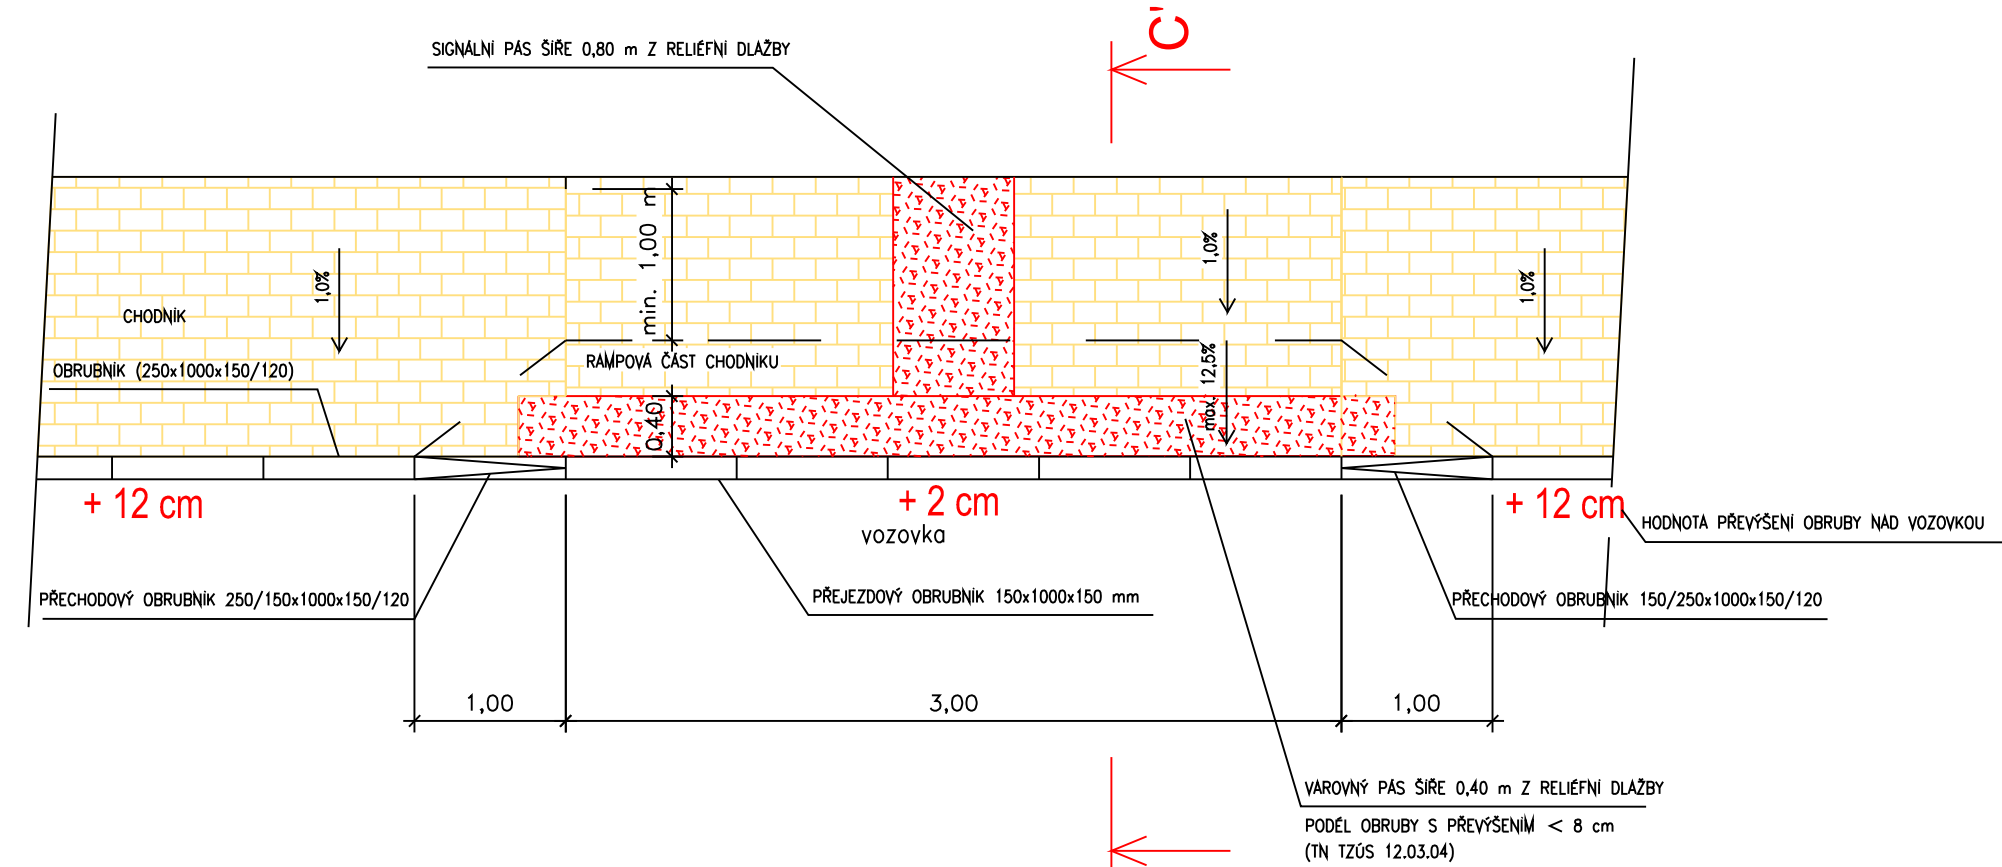 C'
SIGNÁLNÍ PÁS ŠÍŘE 0,80 m Z RELIÉFNÍ DLAŽBY
min. 1,00 m
1,0%
1,0%
1,0%
CHODNÍK
RAMPOVÁ ČÁST CHODNÍKU
OBRUBNÍK (250x1000x150/120)
max. 12,5%
0,40
+ 12 cm
+ 2 cm
+ 12 cm
vozovka
HODNOTA PŘEVÝŠENÍ OBRUBY NAD VOZOVKOU
PŘECHODOVÝ OBRUBNÍK 250/150x1000x150/120
PŘEJEZDOVÝ OBRUBNÍK 150x1000x150 mm
PŘECHODOVÝ OBRUBNÍK 150/250x1000x150/120
1,00
3,00
1,00
VAROVNÝ PÁS ŠÍŘE 0,40 m Z RELIÉFNÍ DLAŽBY
PODÉL OBRUBY S PŘEVÝŠENÍM < 8 cm
(TN TZÚS 12.03.04)